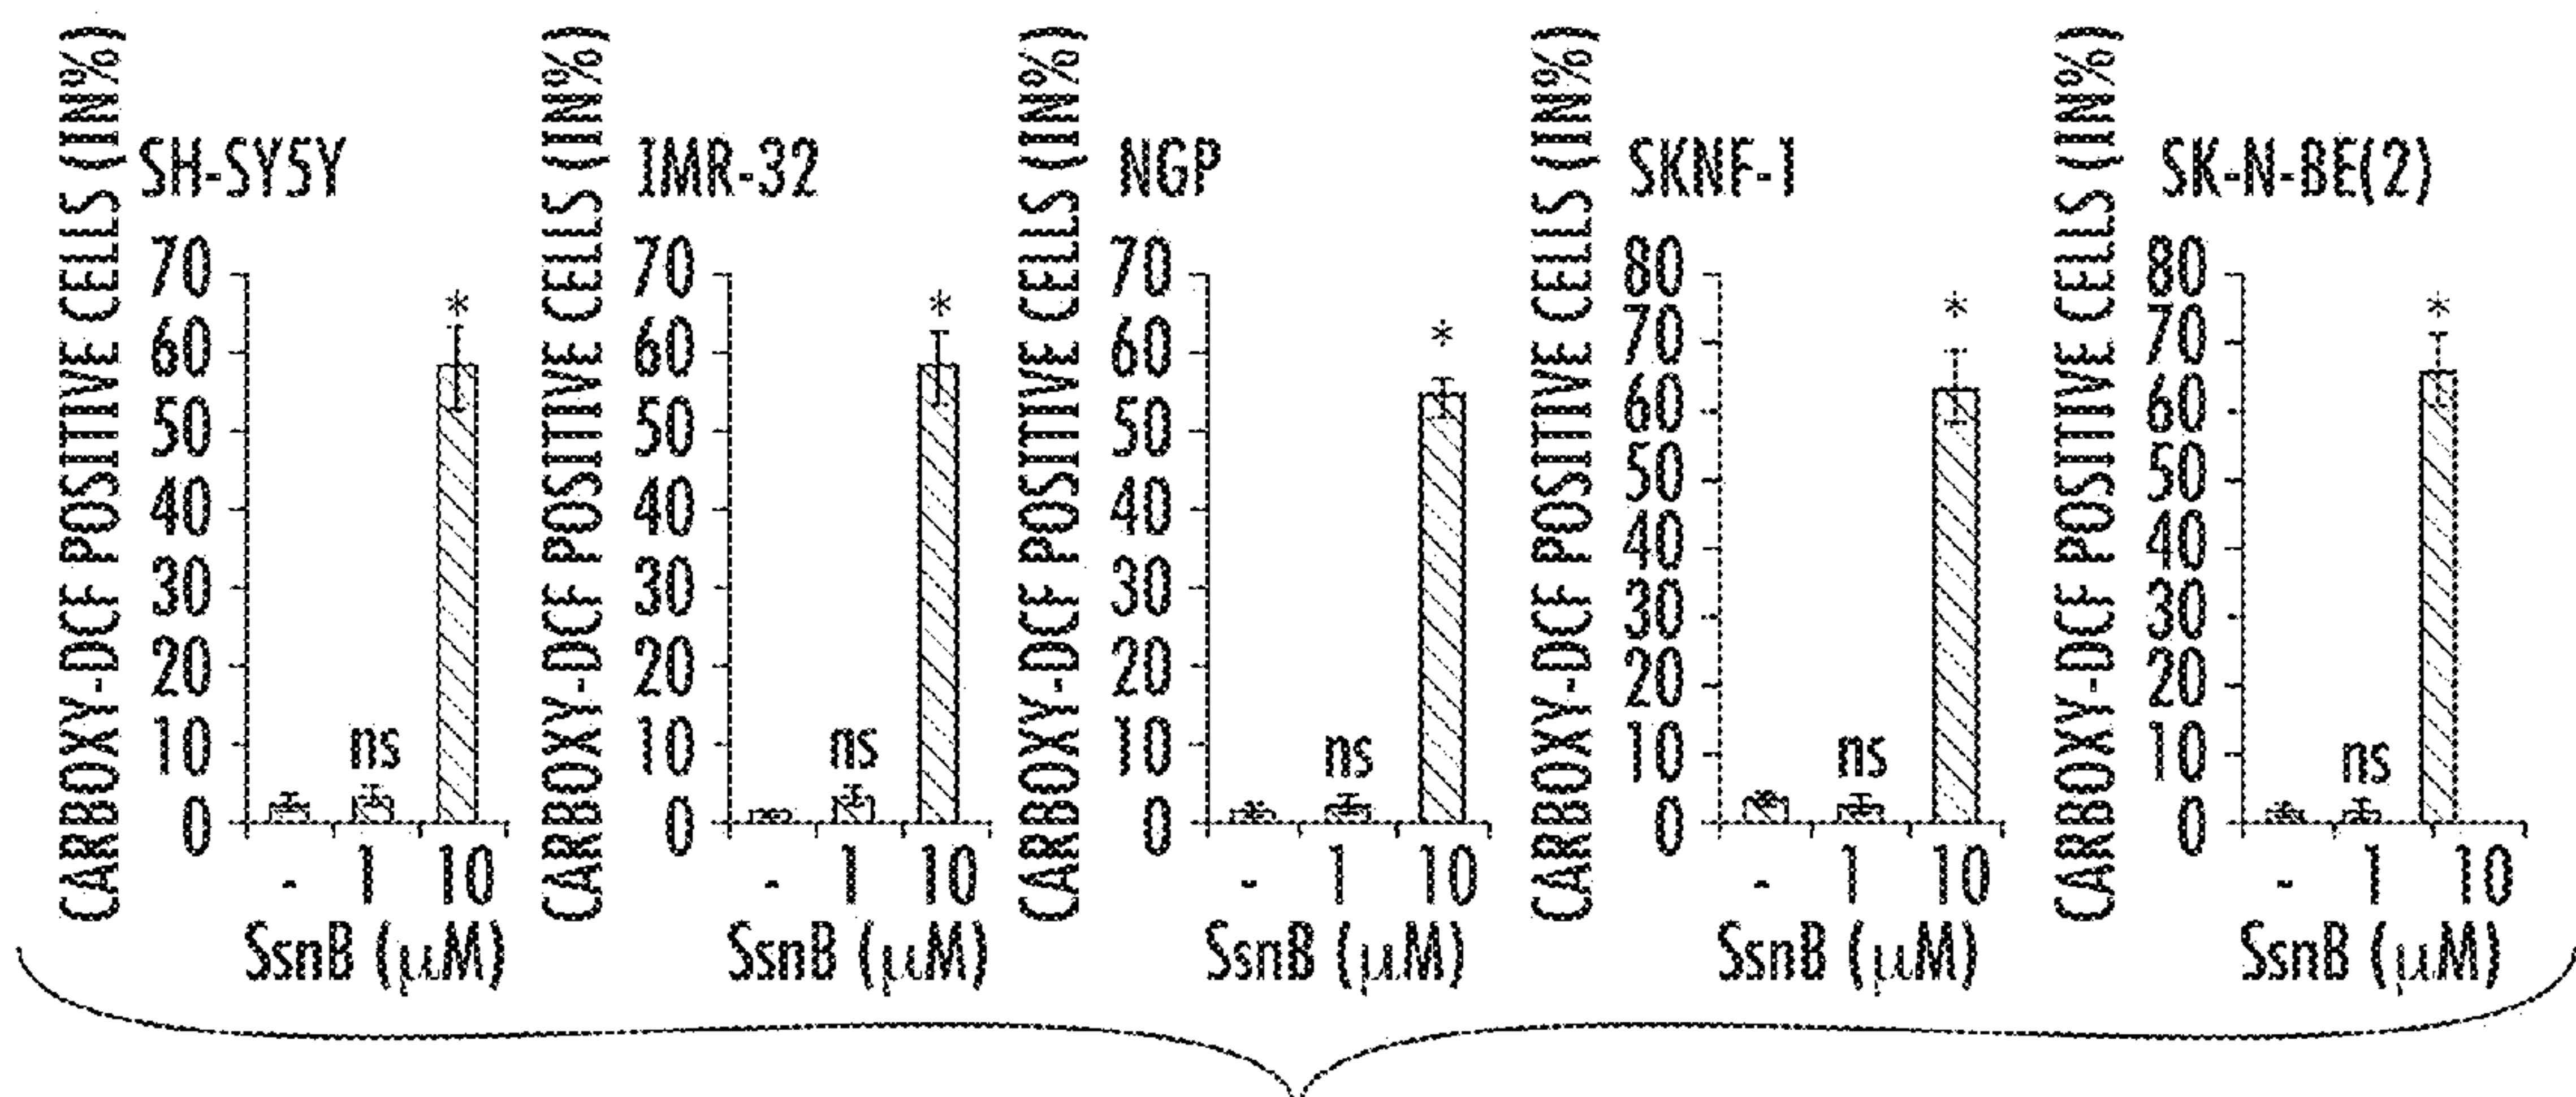 CARBOXY-DCF POSITIVE CELLS (IN%)
SH-SY5Y
70
60
50
40
30
20
10
0
ns
*
- 1 10
SsnB (µM)
CARBOXY-DCF POSITIVE CELLS (IN%)
IMR-32
70
60
50
40
30
20
10
0
ns
*
- 1 10
SsnB (µM)
CARBOXY-DCF POSITIVE CELLS (IN%)
NGP
70
60
50
40
30
20
10
0
ns
*
- 1 10
SsnB (µM)
CARBOXY-DCF POSITIVE CELLS (IN%)
SKNF-1
80
70
60
50
40
30
20
10
0
ns
*
- 1 10
SsnB (µM)
CARBOXY-DCF POSITIVE CELLS (IN%)
SK-N-BE(2)
80
70
60
50
40
30
20
10
0
ns
*
- 1 10
SsnB (µM)